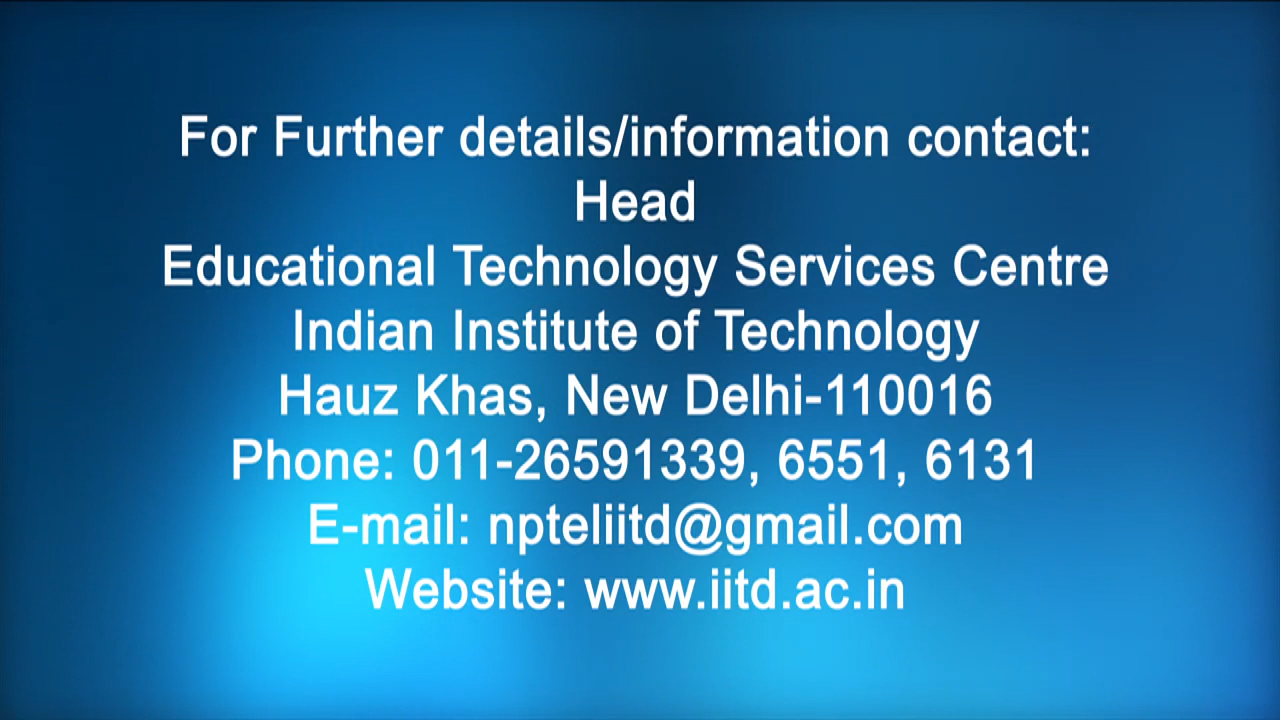 For Further details/information contact:
Head
Educational Technology Services Centre
Indian Institute of Technology
Hauz Khas, New Delhi-110016
Phone: 011-26591339, 6551, 6131
E-mail: npteliitd@gmail.com
Website: www.iitd.ac.in